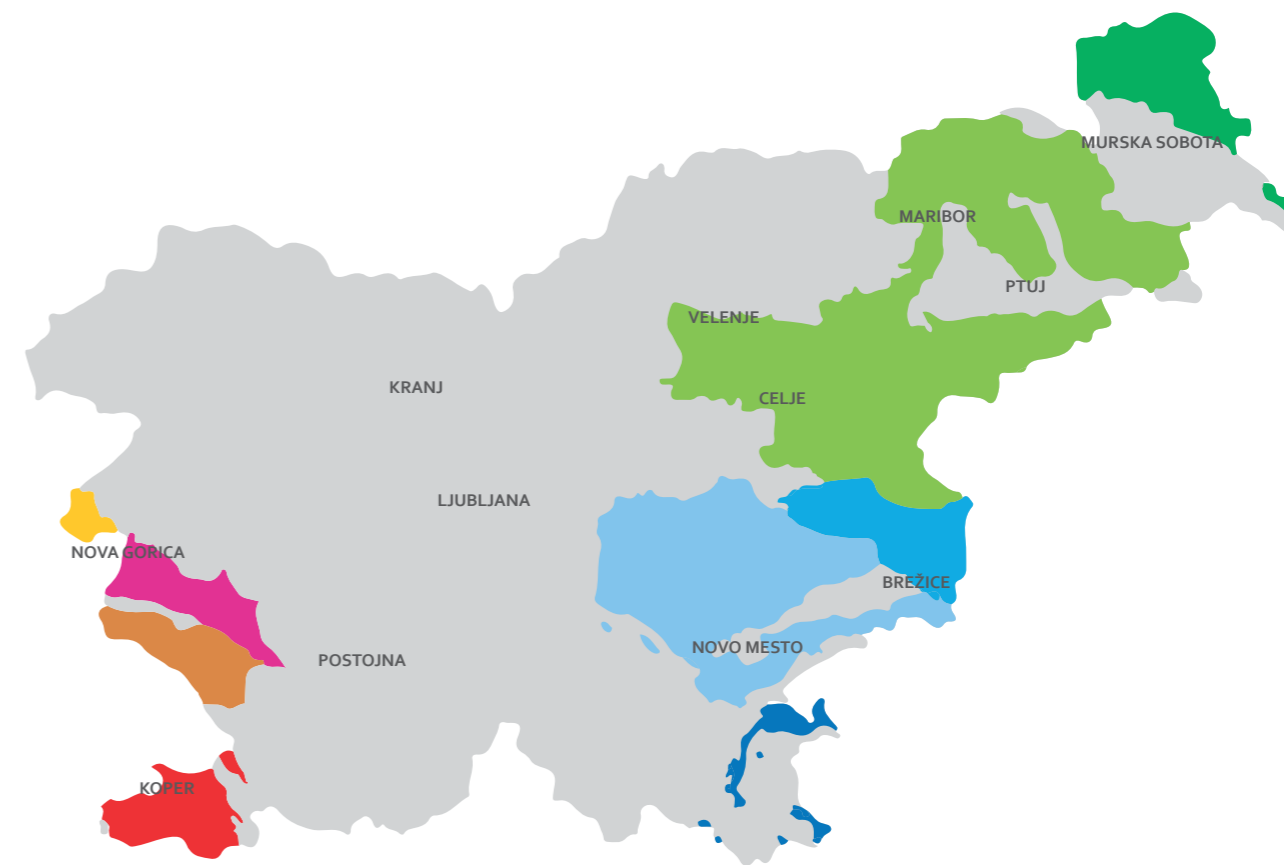 MURSKA SOBOTA
MARIBOR
PTUJ
VELENJE
KRANJ
CELJE
LJUBLJANA
NOVA GORICA
BREŽICE
NOVO MESTO
POSTOJNA
KOPER